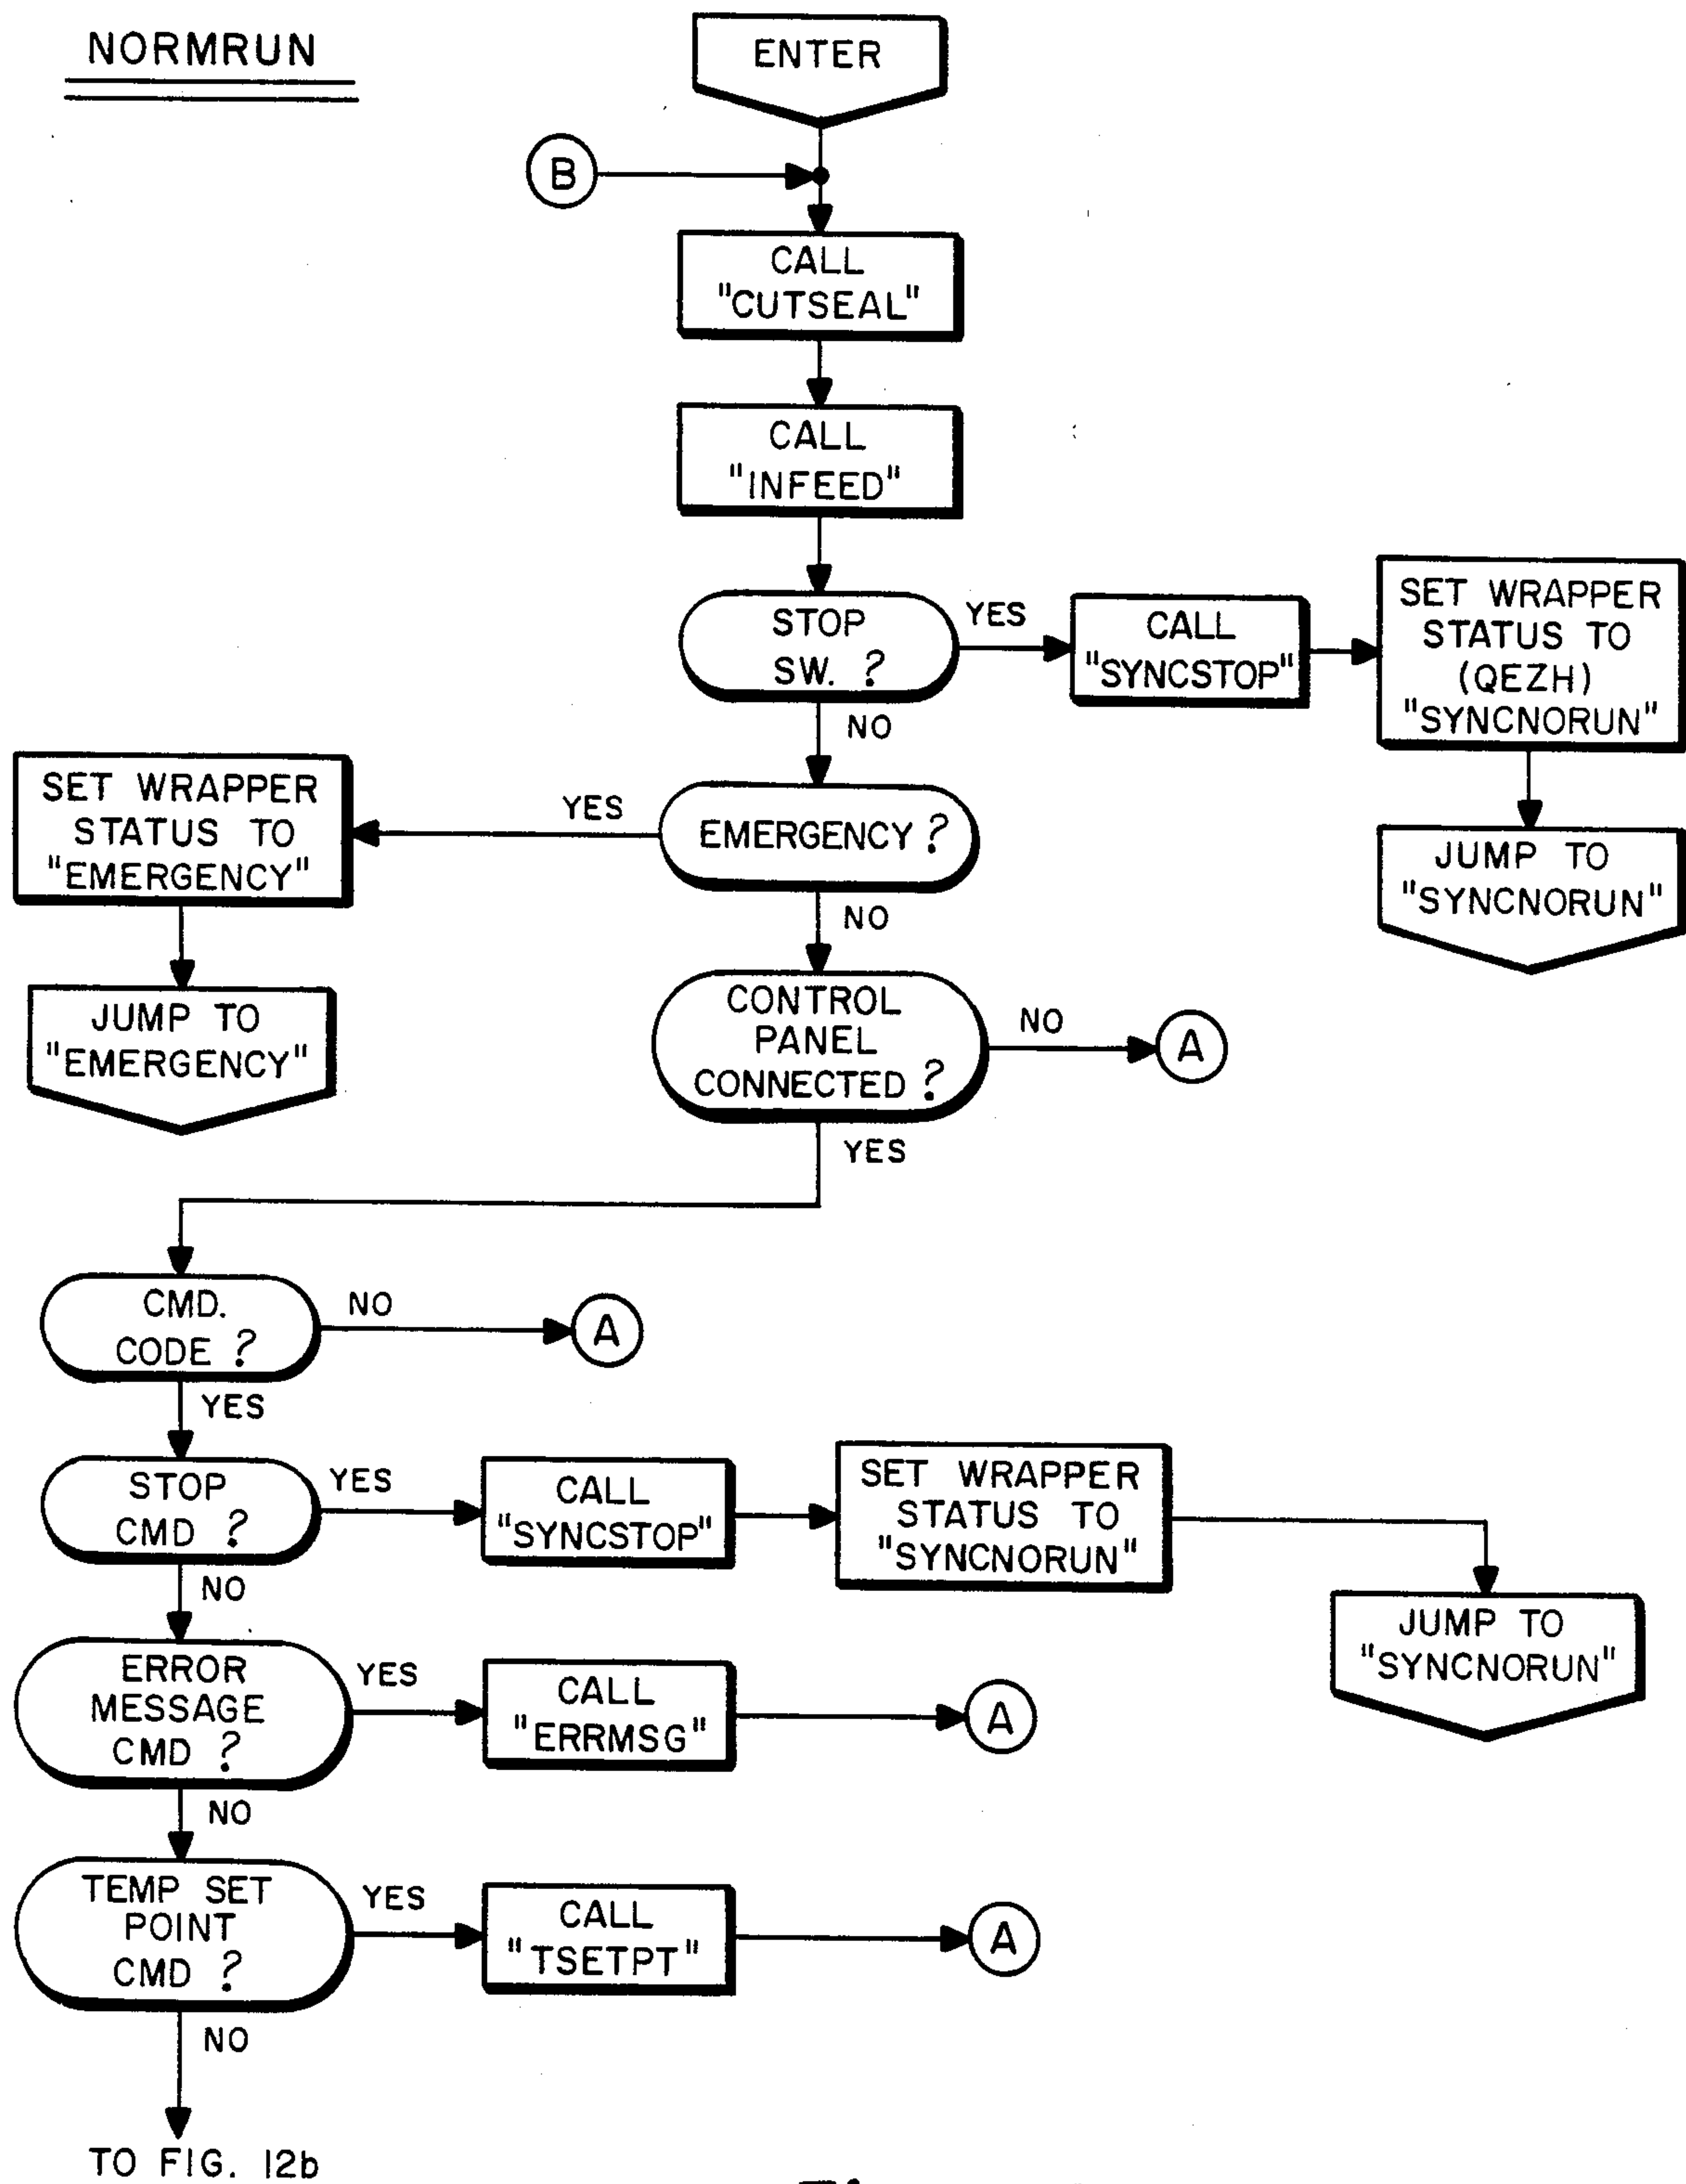 NORMRUN
ENTER
B
CALL
"CUTSEAL"
CALL
"INFEED"
STOP
SW. ?
YES
CALL
"SYNCSTOP"
SET WRAPPER
STATUS TO
(QEZH)
"SYNCNORUN"
JUMP TO
"SYNCNORUN"
NO
EMERGENCY ?
YES
SET WRAPPER
STATUS TO
"EMERGENCY"
JUMP TO
"EMERGENCY"
NO
CONTROL
PANEL
CONNECTED ?
NO
A
YES
CMD.
CODE ?
NO
A
YES
STOP
CMD ?
YES
CALL
"SYNCSTOP"
SET WRAPPER
STATUS TO
"SYNCNORUN"
JUMP TO
"SYNCNORUN"
NO
ERROR
MESSAGE
CMD ?
YES
CALL
"ERRMSG"
A
NO
TEMP SET
POINT
CMD ?
YES
CALL
"TSETPT"
A
NO
TO FIG. 12b